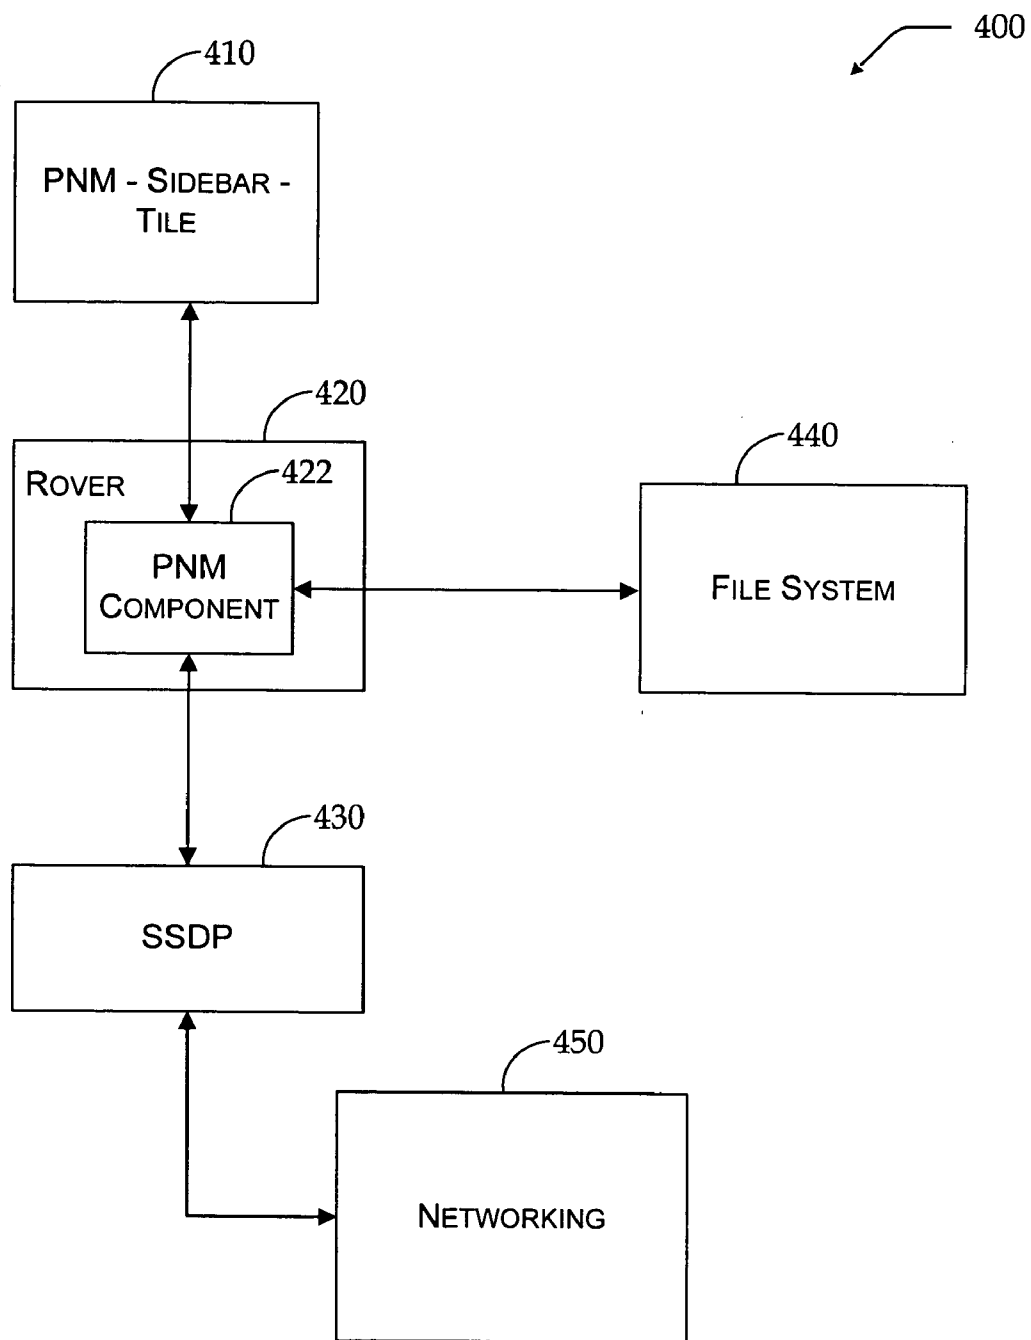 400
410
PNM - SIDEBAR -
TILE
420
ROVER
422
PNM
COMPONENT
440
FILE SYSTEM
430
SSDP
450
NETWORKING